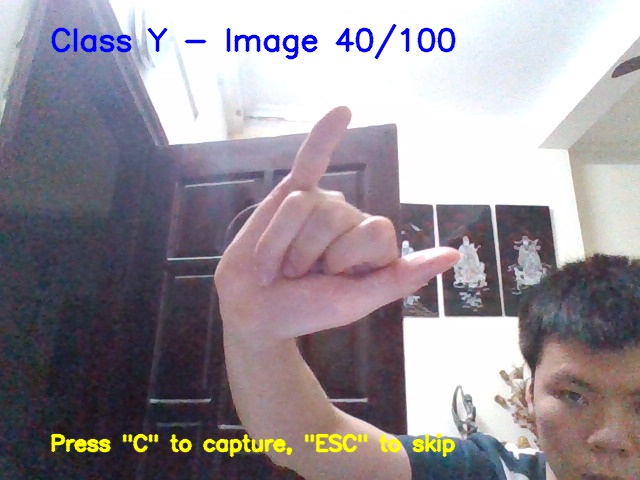 Class Y - Image 40/100
Press "C" to capture, "ESC" to skip